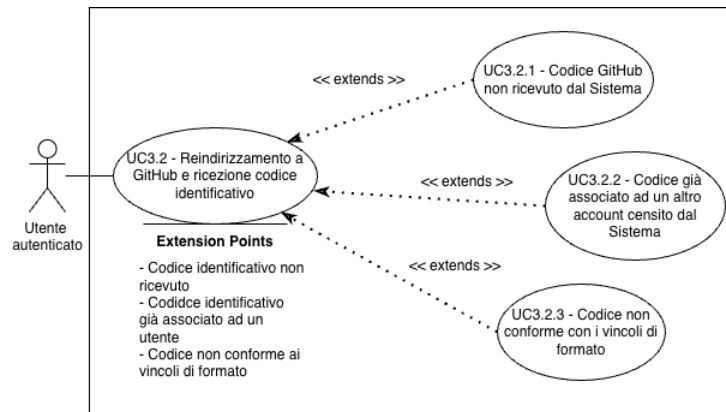 << extends >>
UC3.2.1 - Codice GitHub
non ricevuto dal Sistema
UC3.2 - Reindirizzamento a
GitHub e ricezione codice
identificativo
Utente
autenticato
<< extends >>
UC3.2.2 - Codice già
associato ad un altro
account censito dal
Sistema
Extension Points
- Codice identificativo non
ricevuto
- Codidce identificativo
già associato ad un
utente
- Codice non conforme ai
vincoli di formato
<< extends >>
UC3.2.3 - Codice non
conforme con i vincoli di
formato